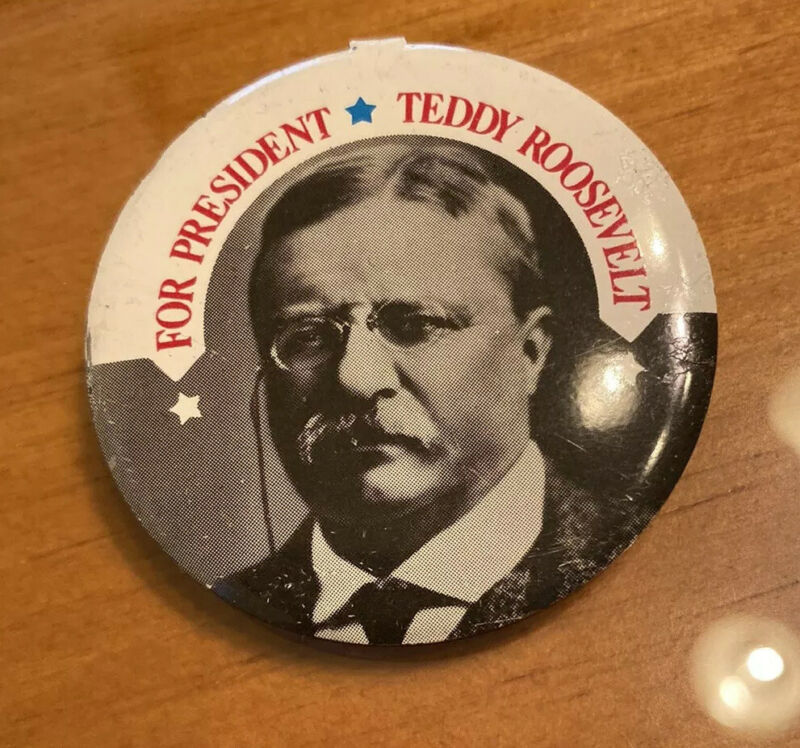 FOR PRESIDENT ★ TEDDY ROOSEVELT